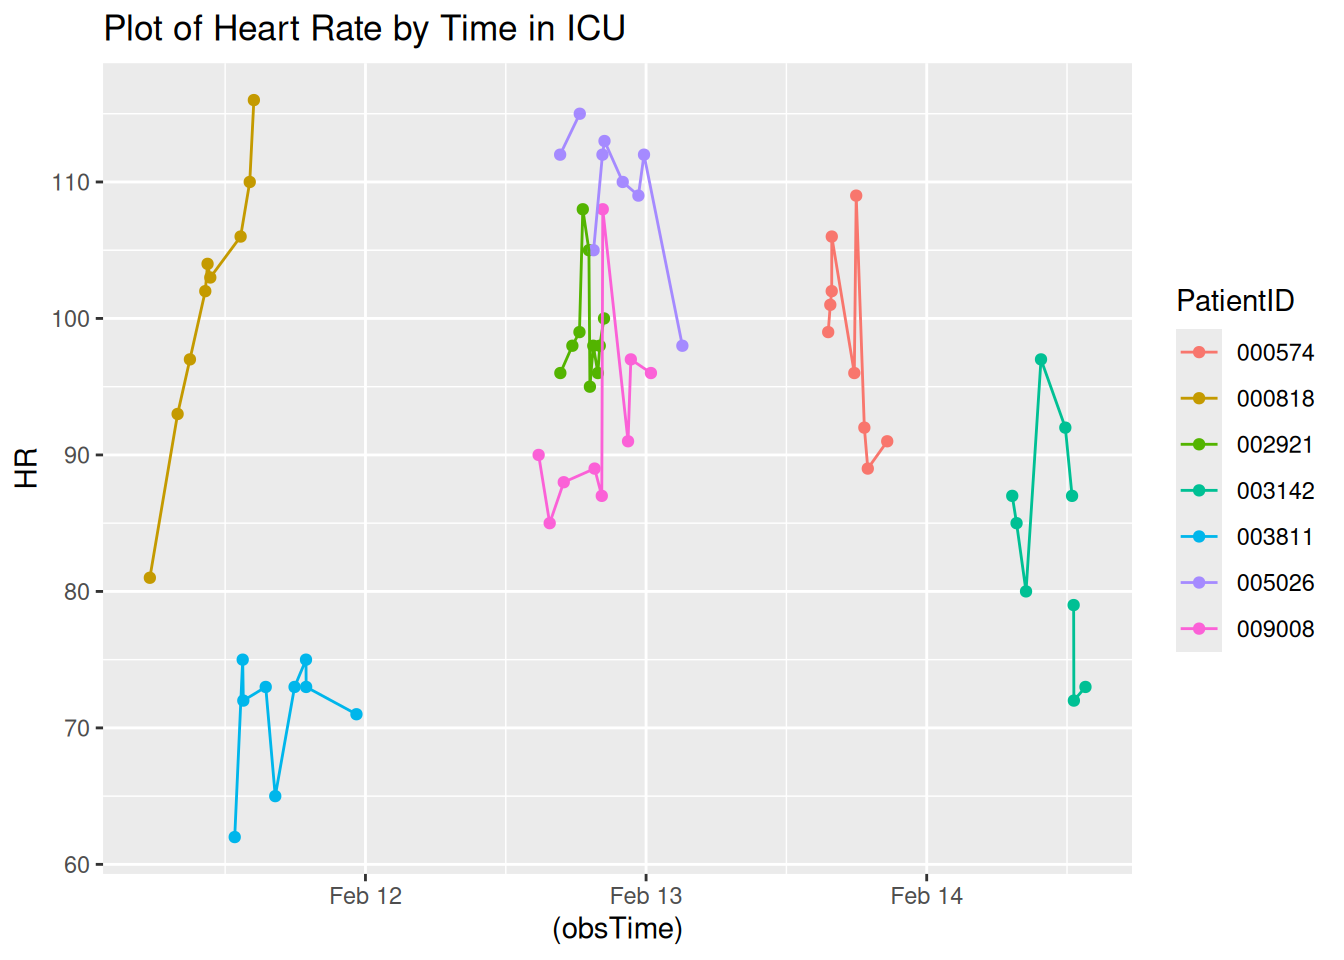 Plot of Heart Rate by Time in ICU
HR
110
100
90
80
70
60
Feb 12
Feb 13
Feb 14
(obsTime)
PatientID
000574
000818
002921
003142
003811
005026
009008